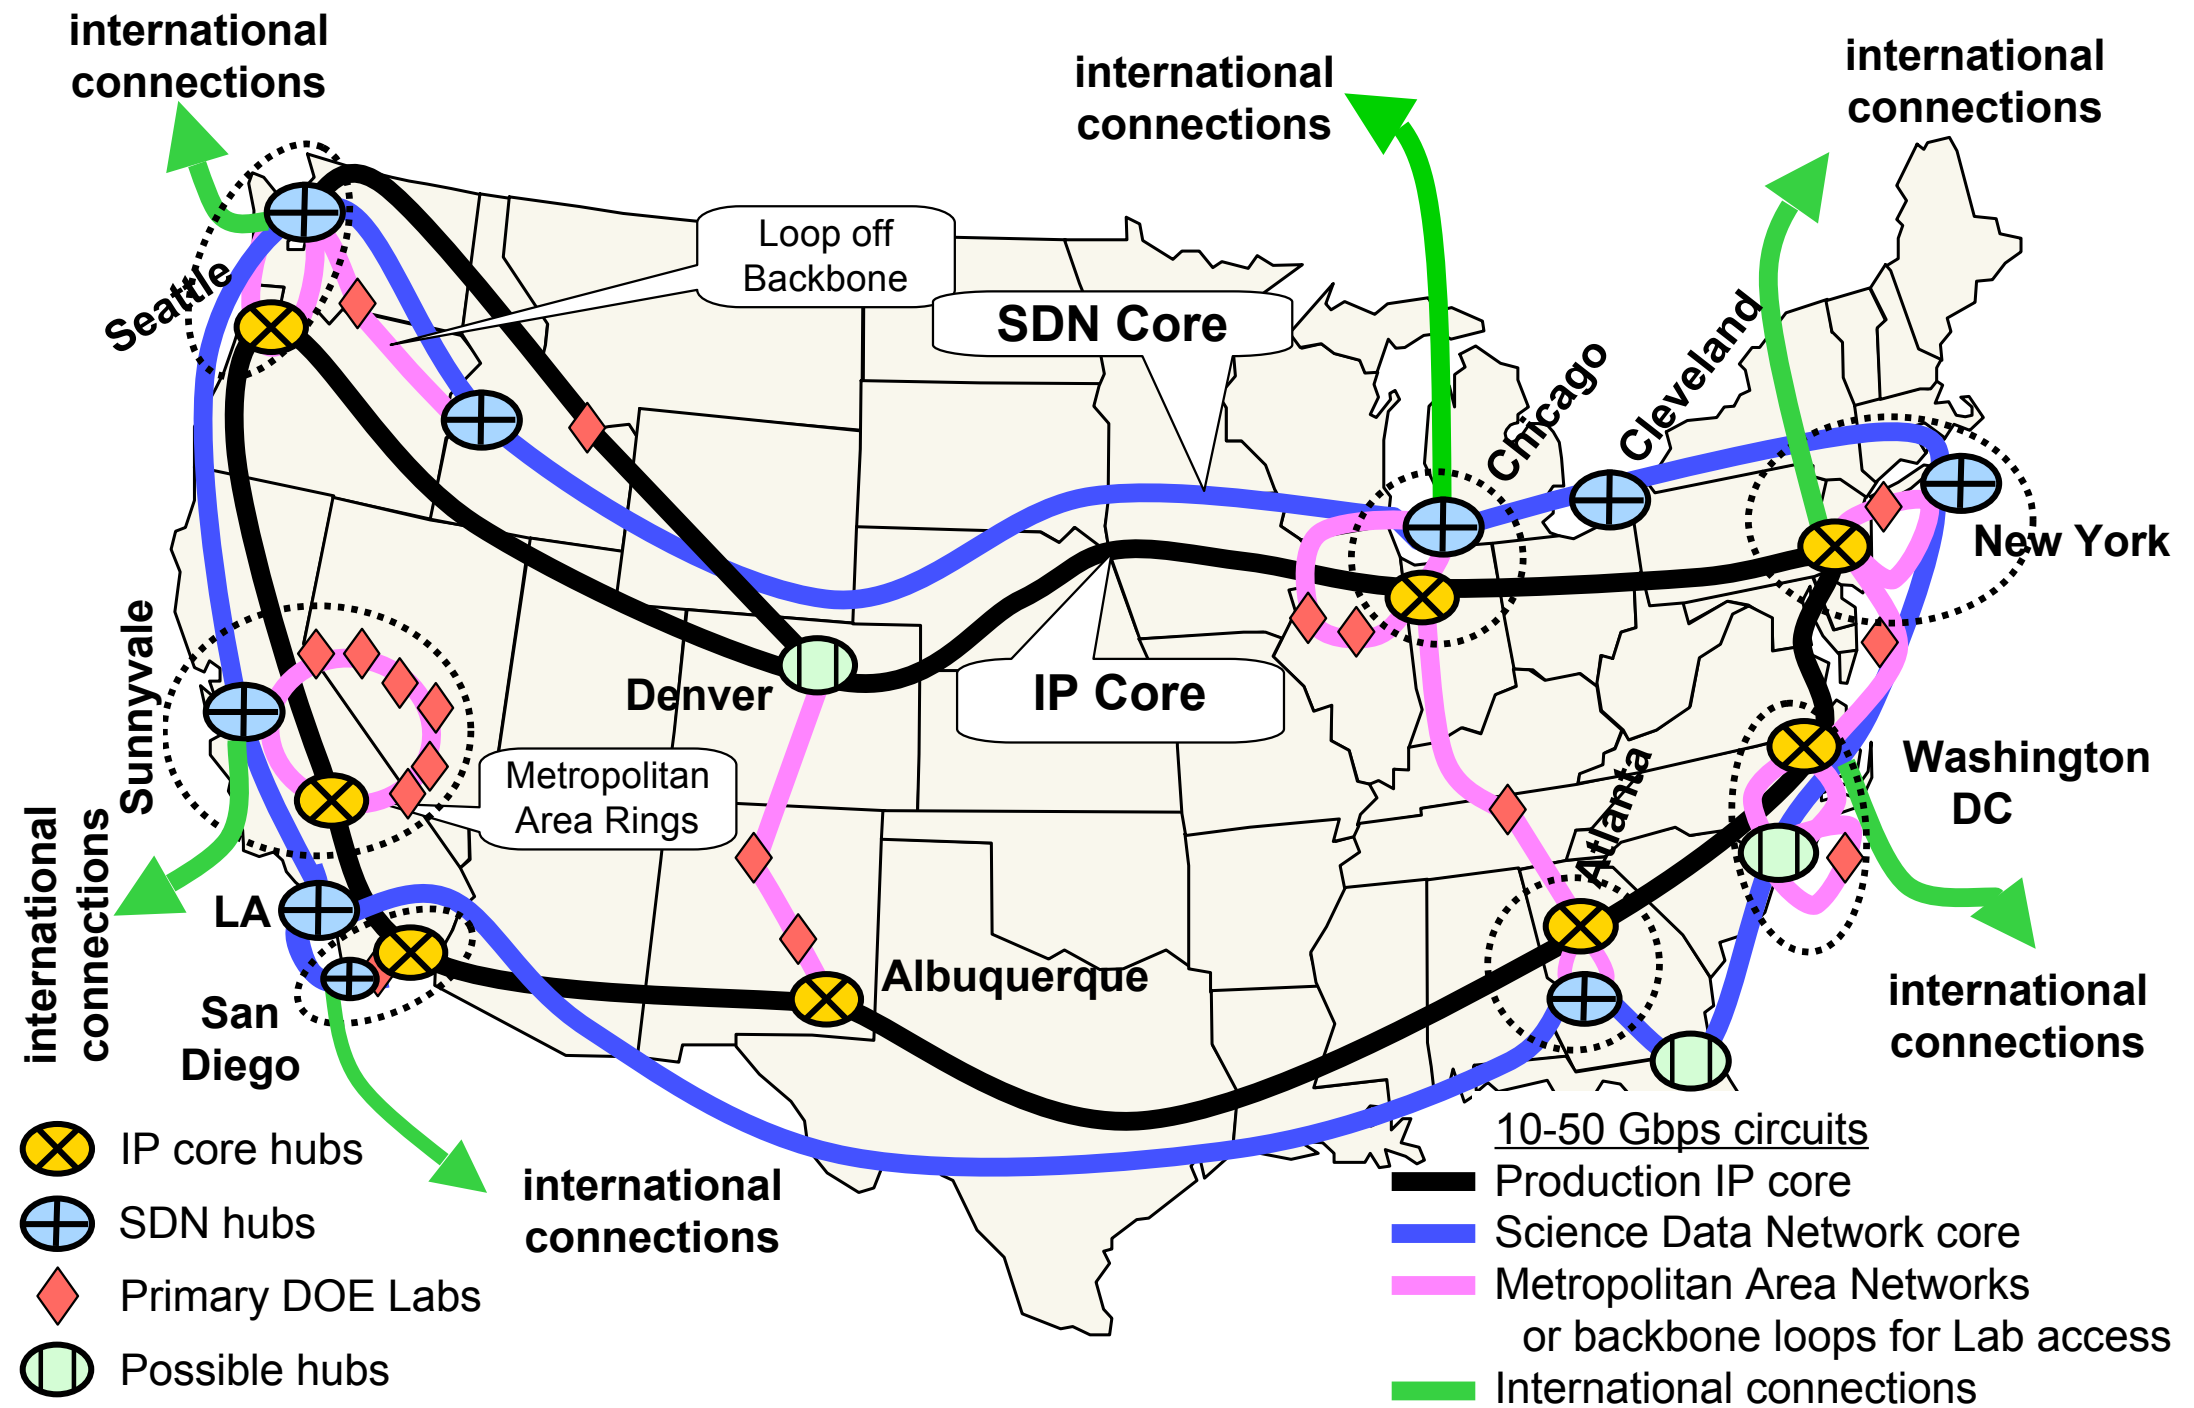 international
connections
international
connections
international
connections
Loop off
Backbone
SDN Core
Seattle
Chicago
Cleveland
New York
Sunnyvale
Denver
IP Core
Metropolitan
Area Rings
Washington
DC
Atlanta
international
connections
LA
Albuquerque
San
Diego
international
connections
international
connections
IP core hubs
SDN hubs
Primary DOE Labs
Possible hubs
10-50 Gbps circuits
Production IP core
Science Data Network core
Metropolitan Area Networks
or backbone loops for Lab access
International connections